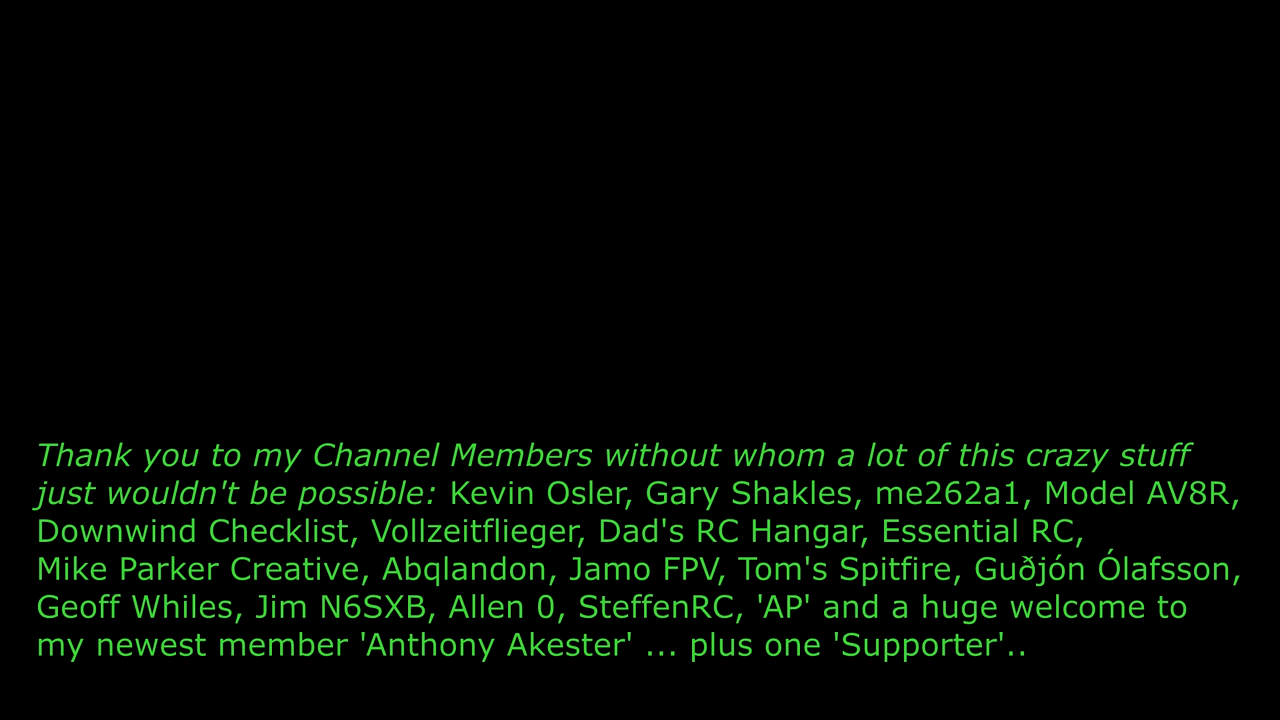 Thank you to my Channel Members without whom a lot of this crazy stuff
just wouldn't be possible: Kevin Osler, Gary Shakles, me262a1, Model AV8R,
Downwind Checklist, Vollzeitflieger, Dad's RC Hangar, Essential RC,
Mike Parker Creative, Abqlandon, Jamo FPV, Tom's Spitfire, Guðjón Ólafsson,
Geoff Whiles, Jim N6SXB, Allen 0, SteffenRC, 'AP' and a huge welcome to
my newest member 'Anthony Akester' ... plus one 'Supporter'..